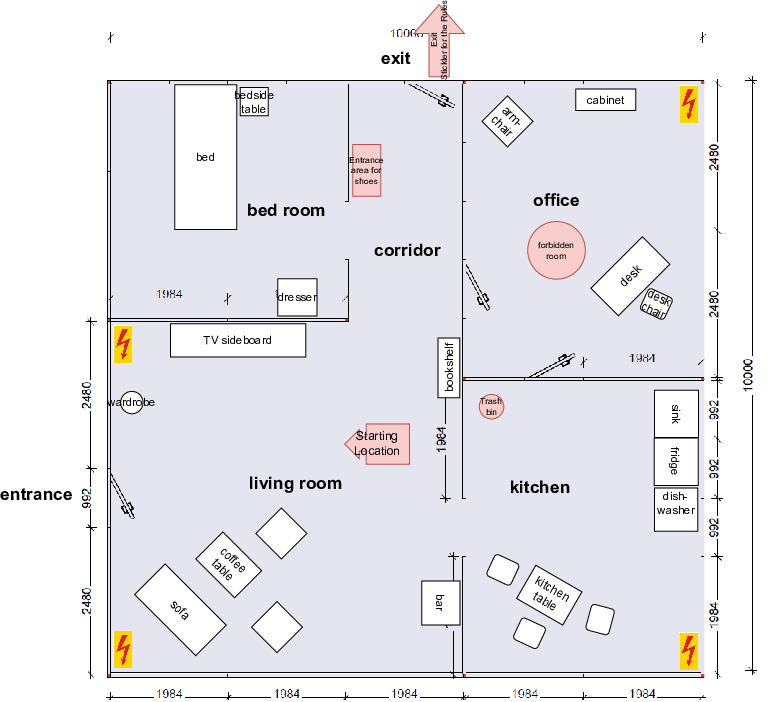 Exit
Stickler for the Rules
10000
exit
bedside
table
cabinet
arm-
chair
bed
Entrance
area for
shoes
2480
office
bed room
corridor
forbidden
room
desk
desk
chair
2480
1984
dresser
TV sideboard
bookshelf
1984
10000
2480
wardrobe
Trash
bin
sink
992
Starting
Location
1984
fridge
992
living room
kitchen
entrance
992
dish-
washer
992
coffee
table
sofa
2480
bar
kitchen
table
1984
1984
1984
1984
1984
1984